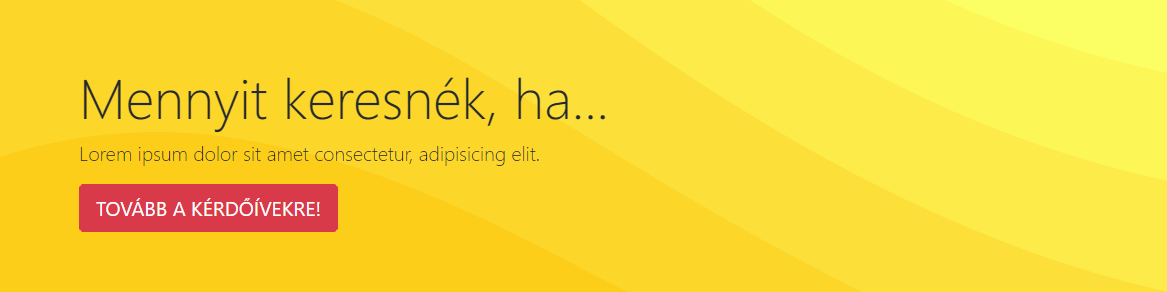 Mennyit keresnék, ha...
Lorem ipsum dolor sit amet consectetur, adipisicing elit.
TOVÁBB A KÉRDŐÍVEKRE!